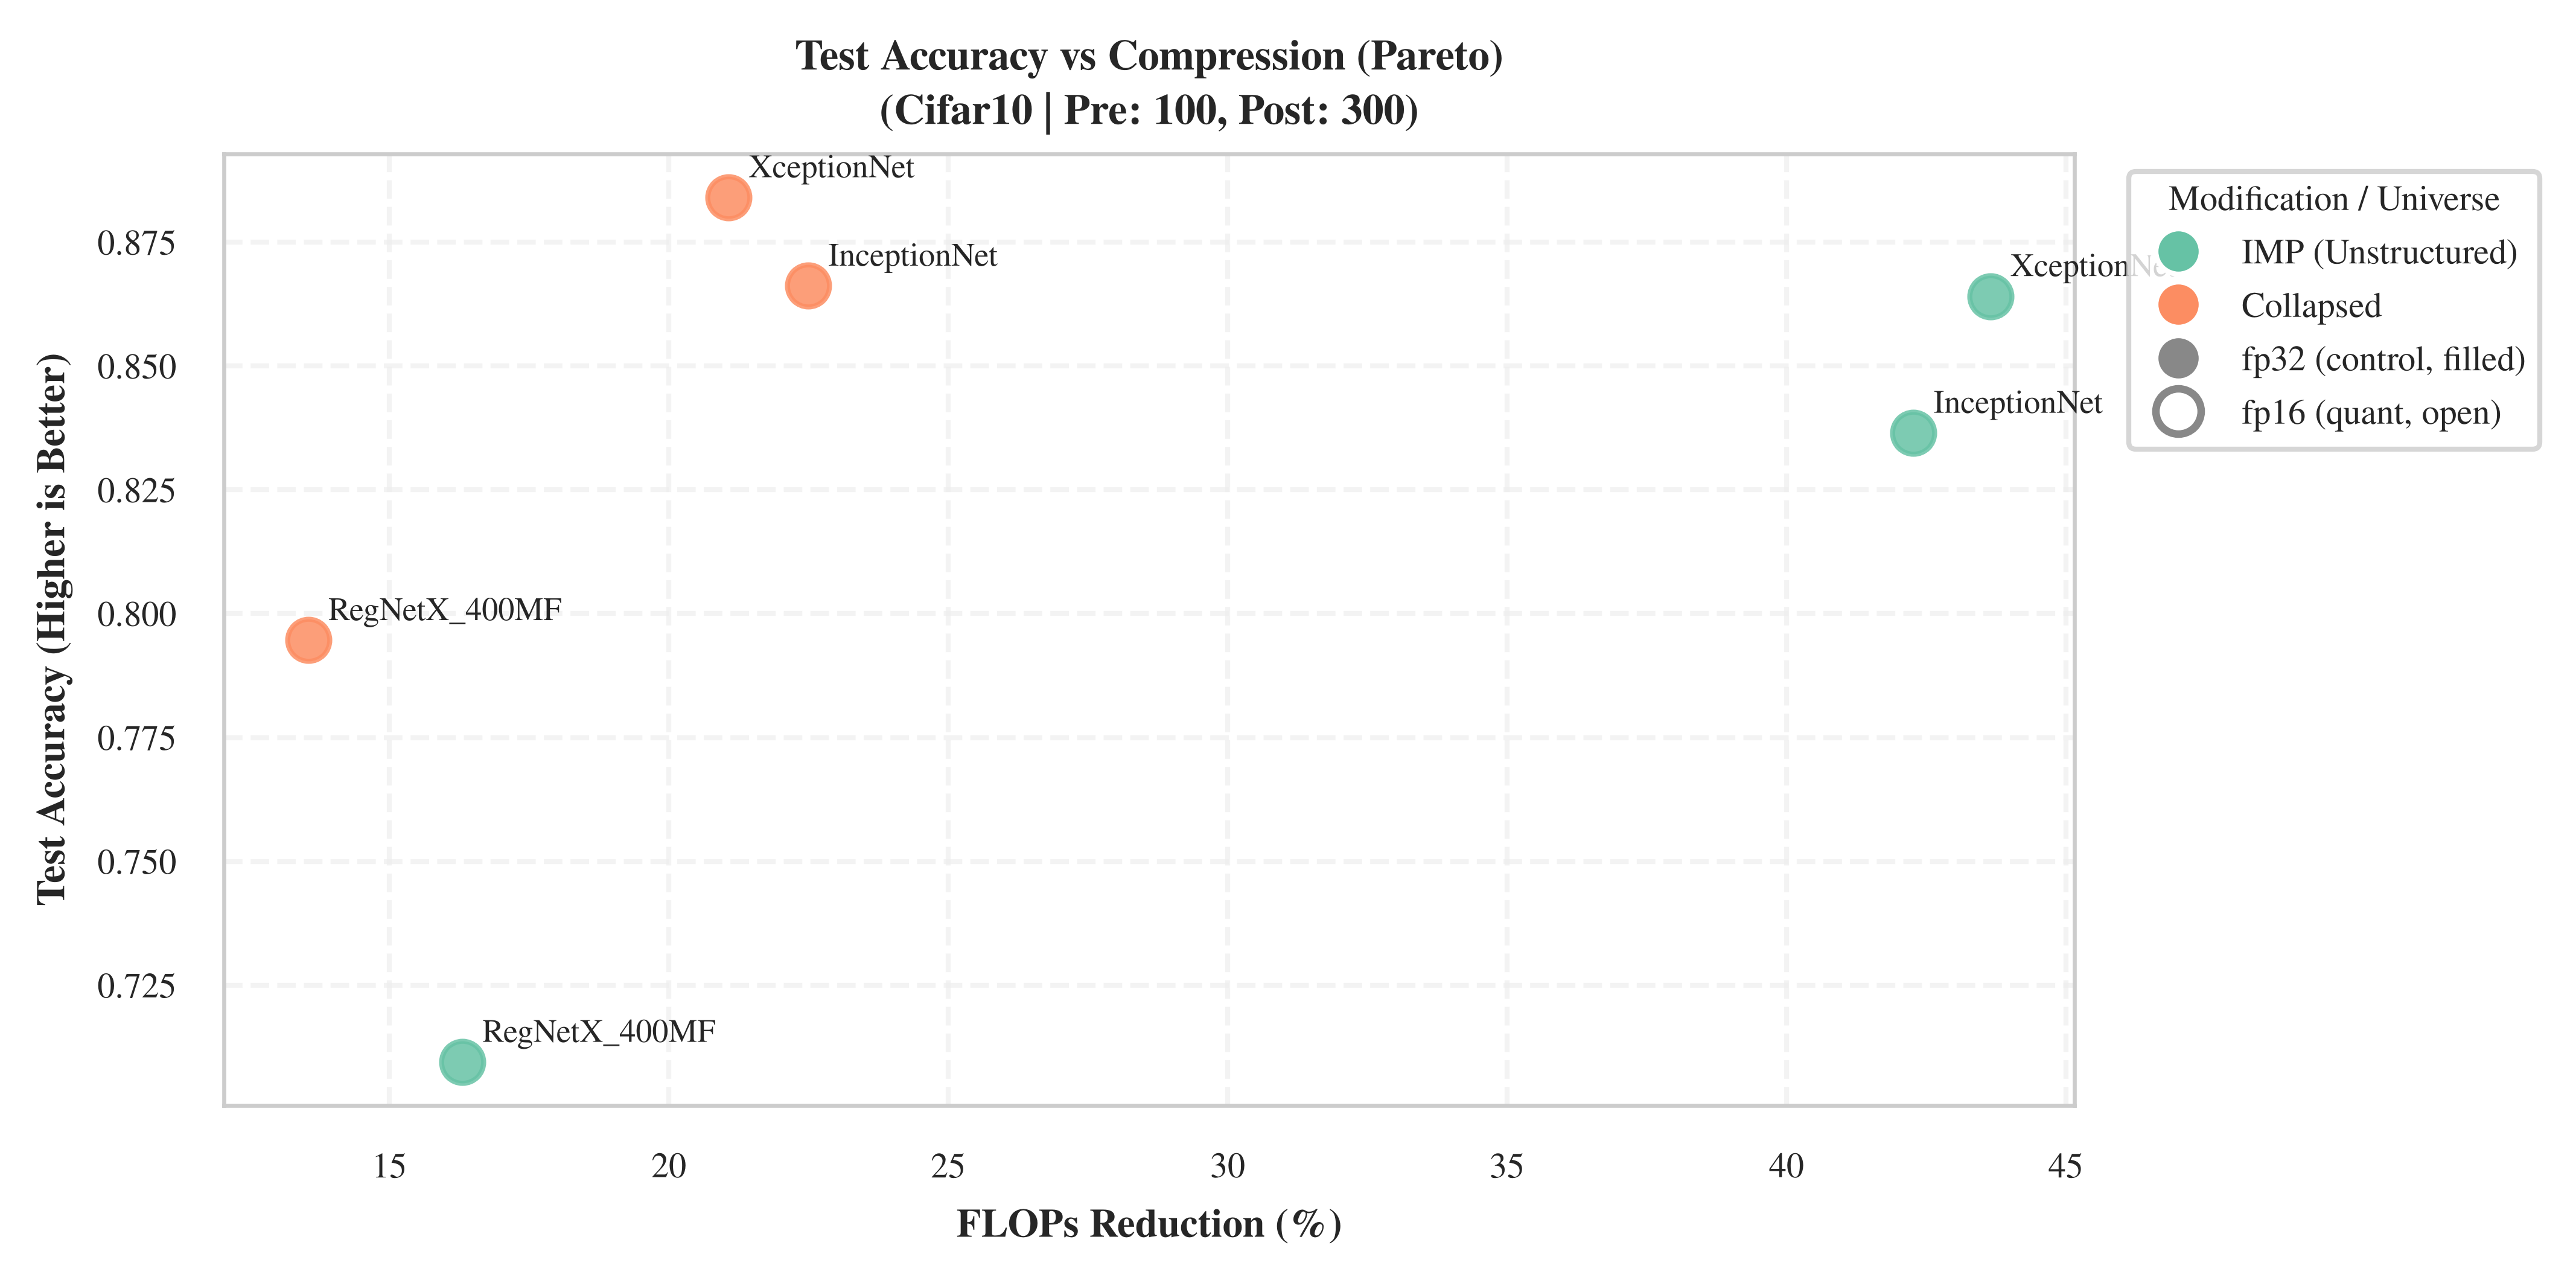 Test Accuracy vs Compression (Pareto)
(Cifar10 | Pre: 100, Post: 300)
Test Accuracy (Higher is Better)
0.875
0.850
0.825
0.800
0.775
0.750
0.725
XceptionNet
InceptionNet
XceptionNet
InceptionNet
RegNetX_400MF
RegNetX_400MF
15 20 25 30 35 40 45
FLOPs Reduction (%)
Modification / Universe
IMP (Unstructured)
Collapsed
fp32 (control, filled)
fp16 (quant, open)